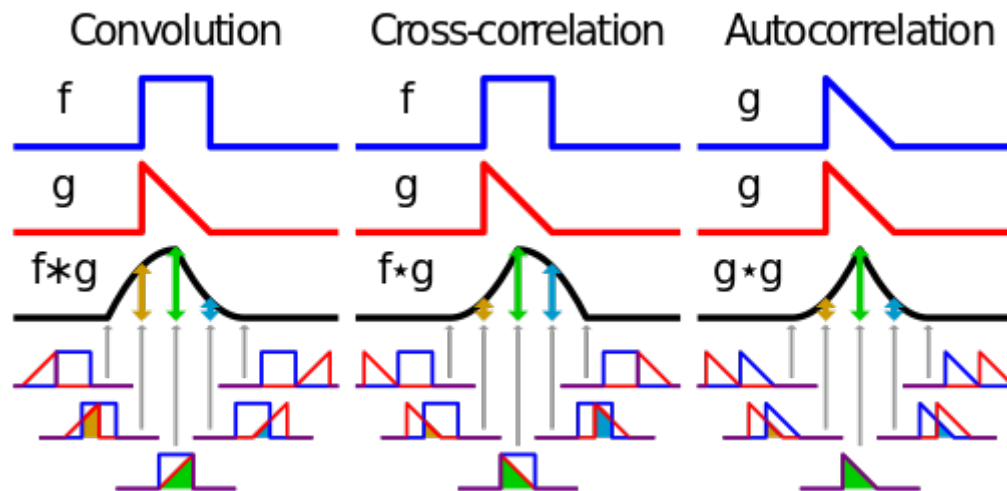 Convolution Cross-correlation Autocorrelation
f f g
g g g
f∗g f⋆g g⋆g